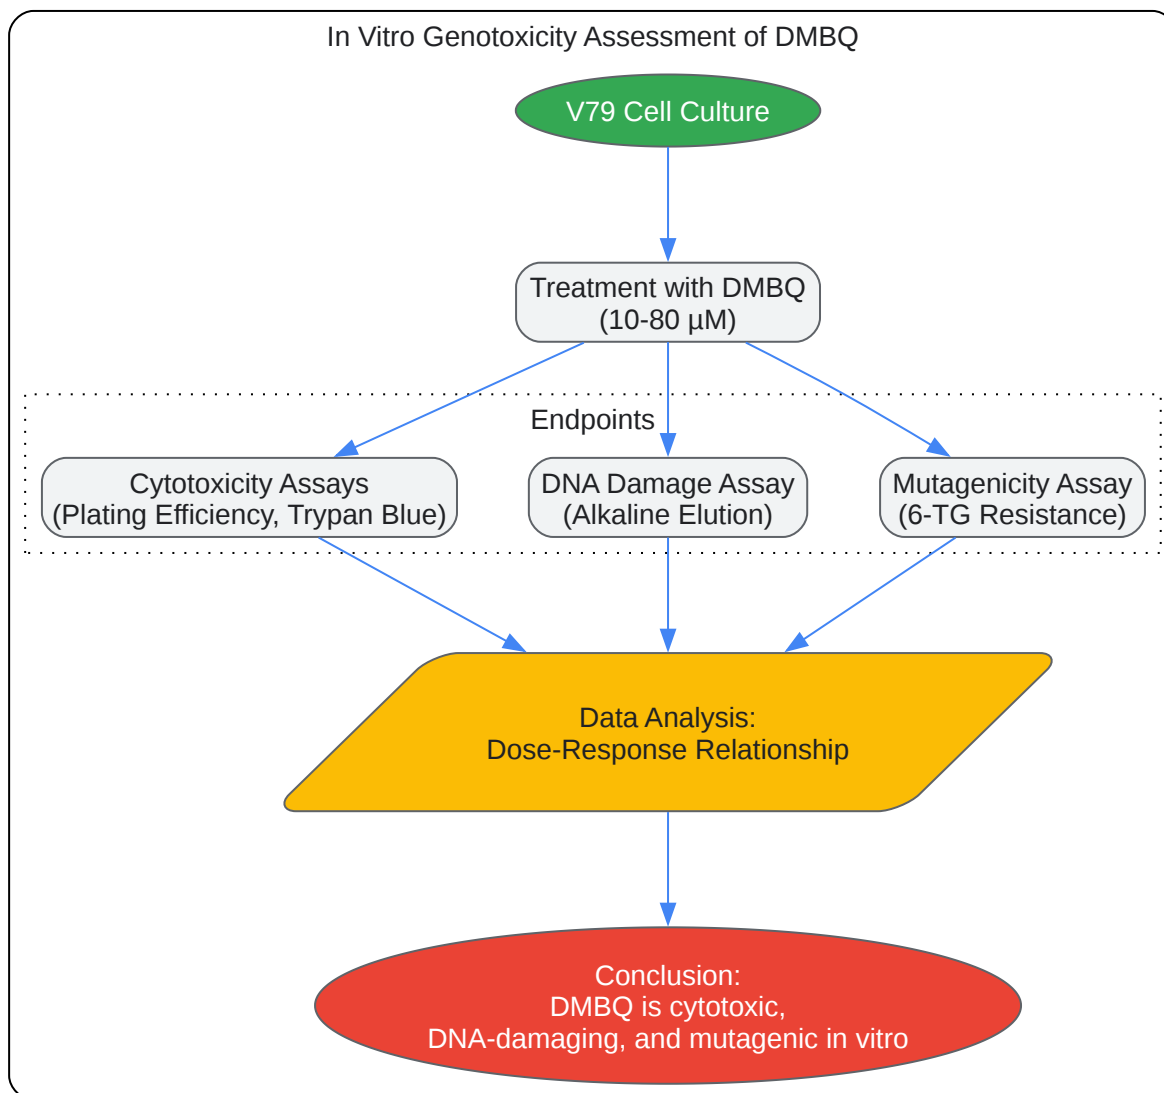 In Vitro Genotoxicity Assessment of DMBQ
V79 Cell Culture
Treatment with DMBQ
(10-80 µM)
Endpoints
Cytotoxicity Assays
(Plating Efficiency, Trypan Blue)
DNA Damage Assay
(Alkaline Elution)
Mutagenicity Assay
(6-TG Resistance)
Data Analysis:
Dose-Response Relationship
Conclusion:
DMBQ is cytotoxic,
DNA-damaging, and mutagenic in vitro